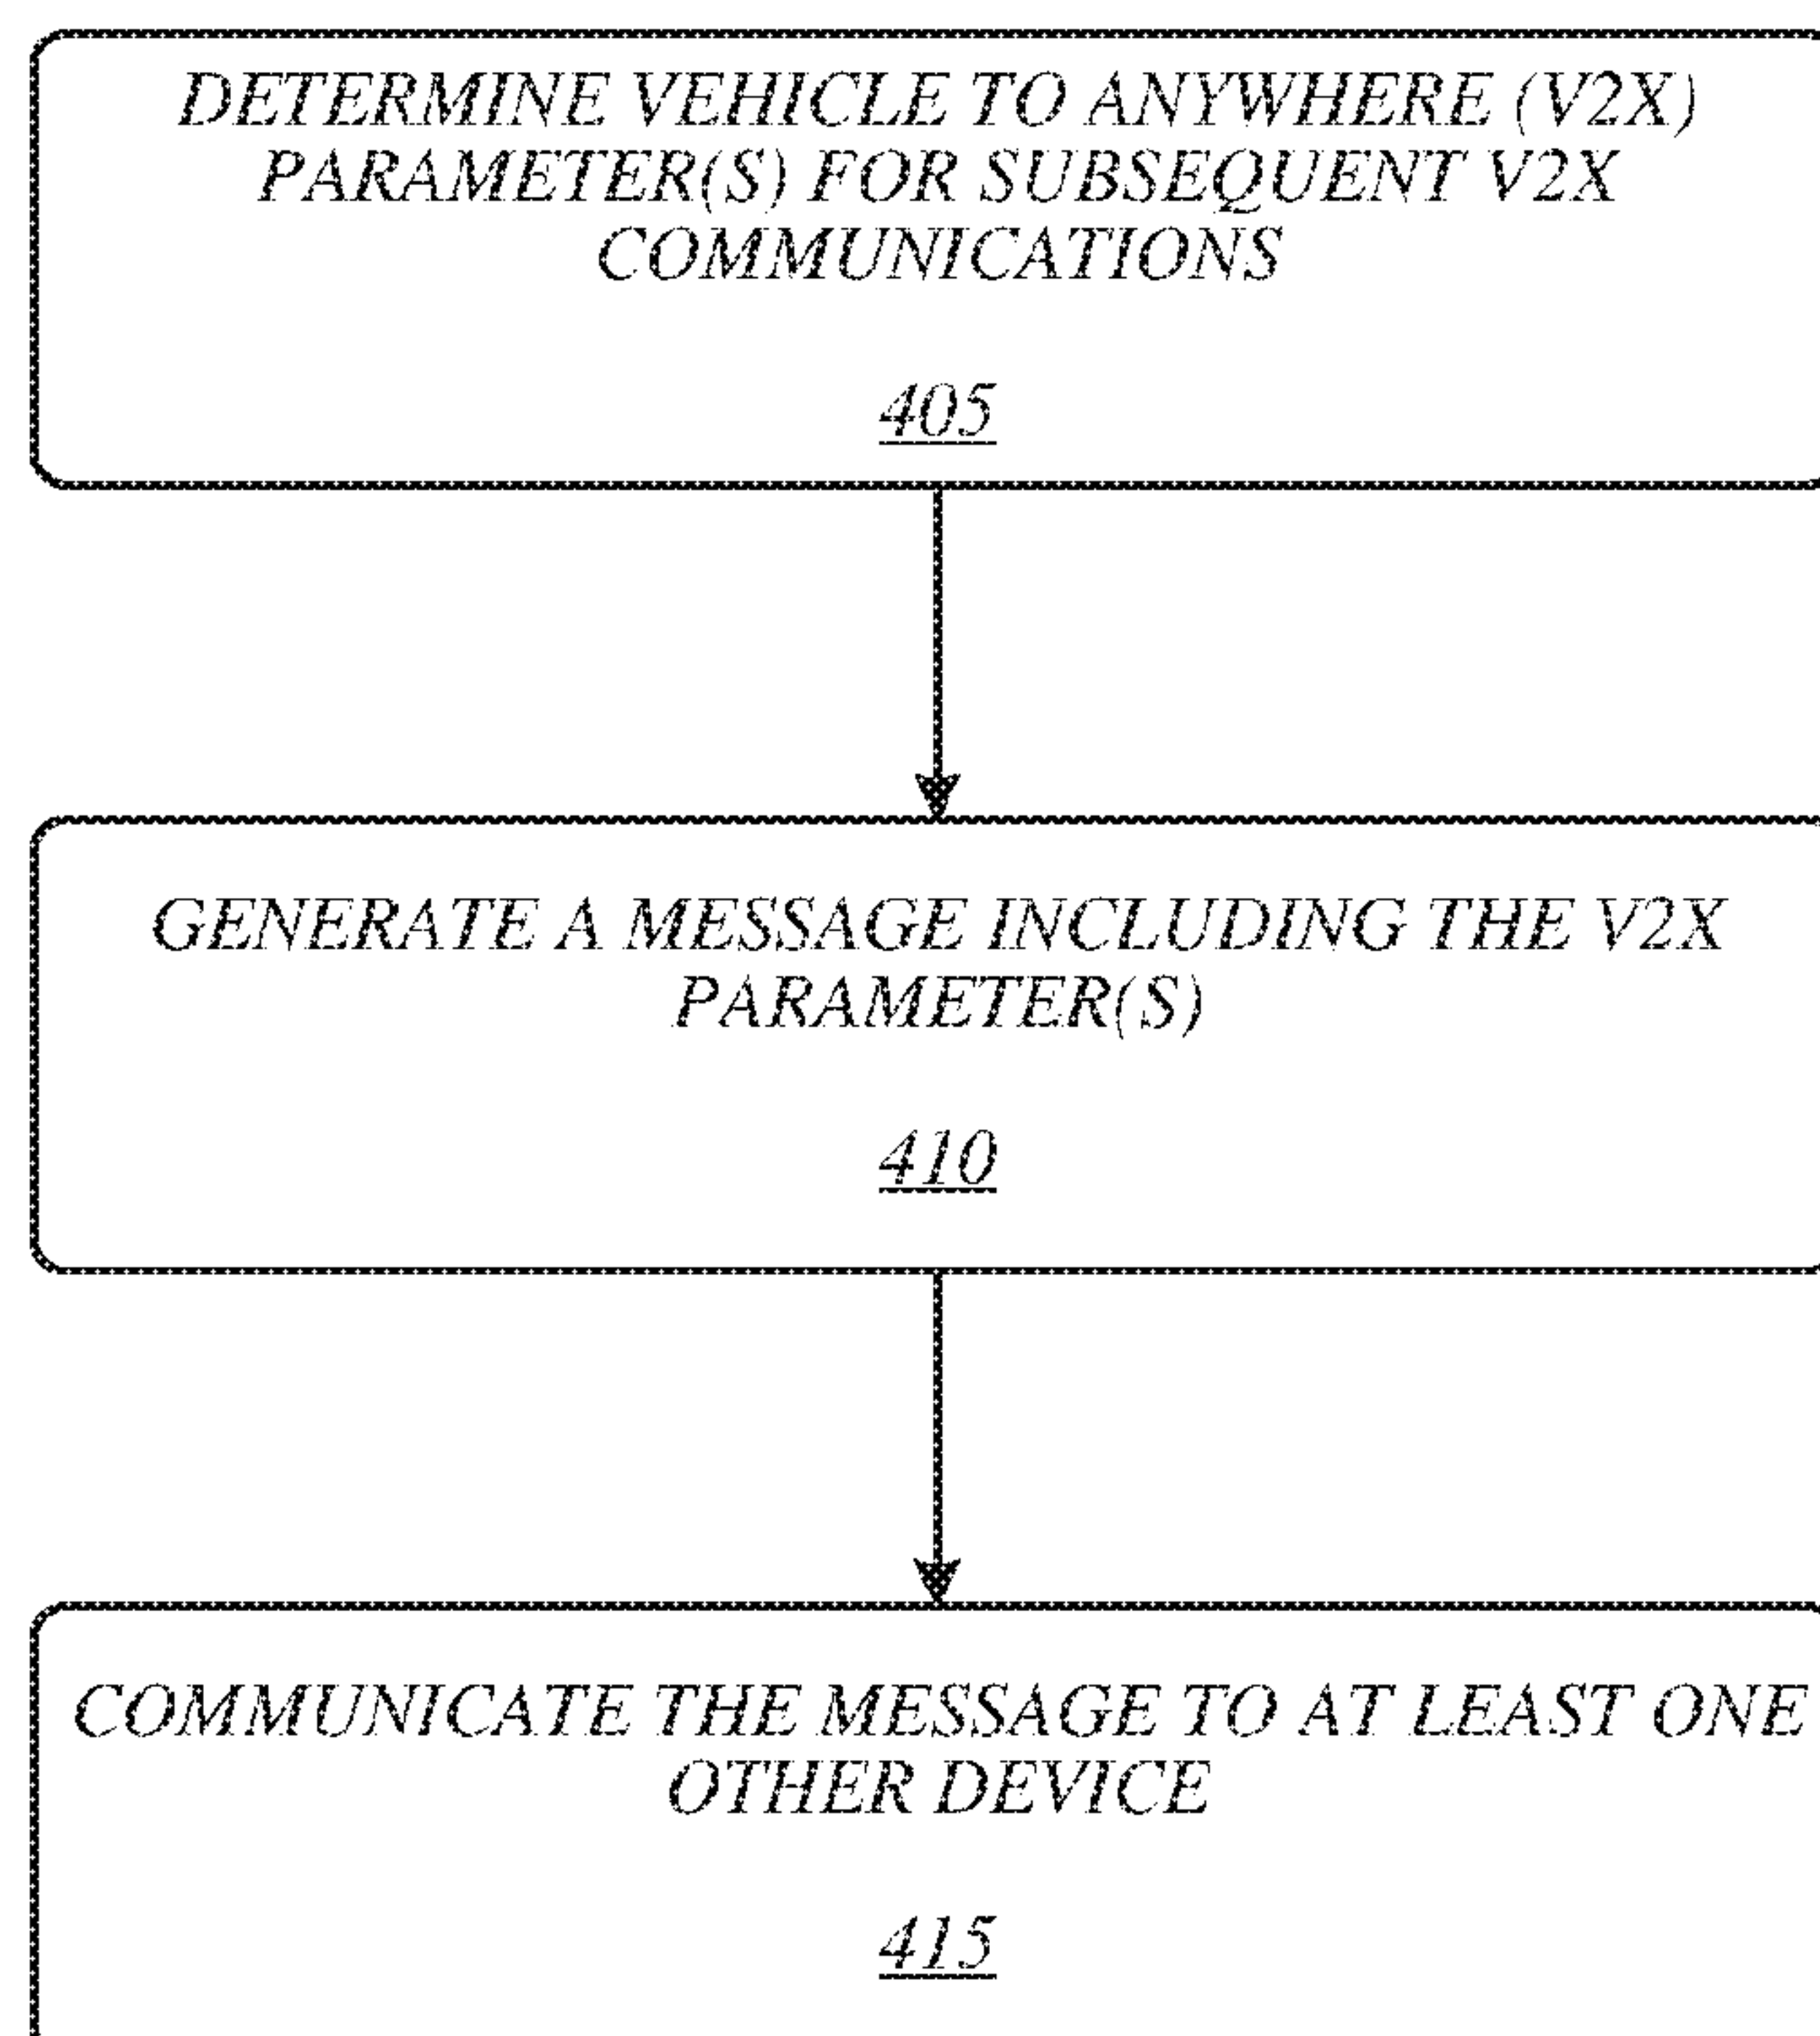 DETERMINE VEHICLE TO ANYWHERE (V2X)
PARAMETER(S) FOR SUBSEQUENT V2X
COMMUNICATIONS
405
GENERATE A MESSAGE INCLUDING THE V2X
PARAMETER(S)
410
COMMUNICATE THE MESSAGE TO AT LEAST ONE
OTHER DEVICE
415